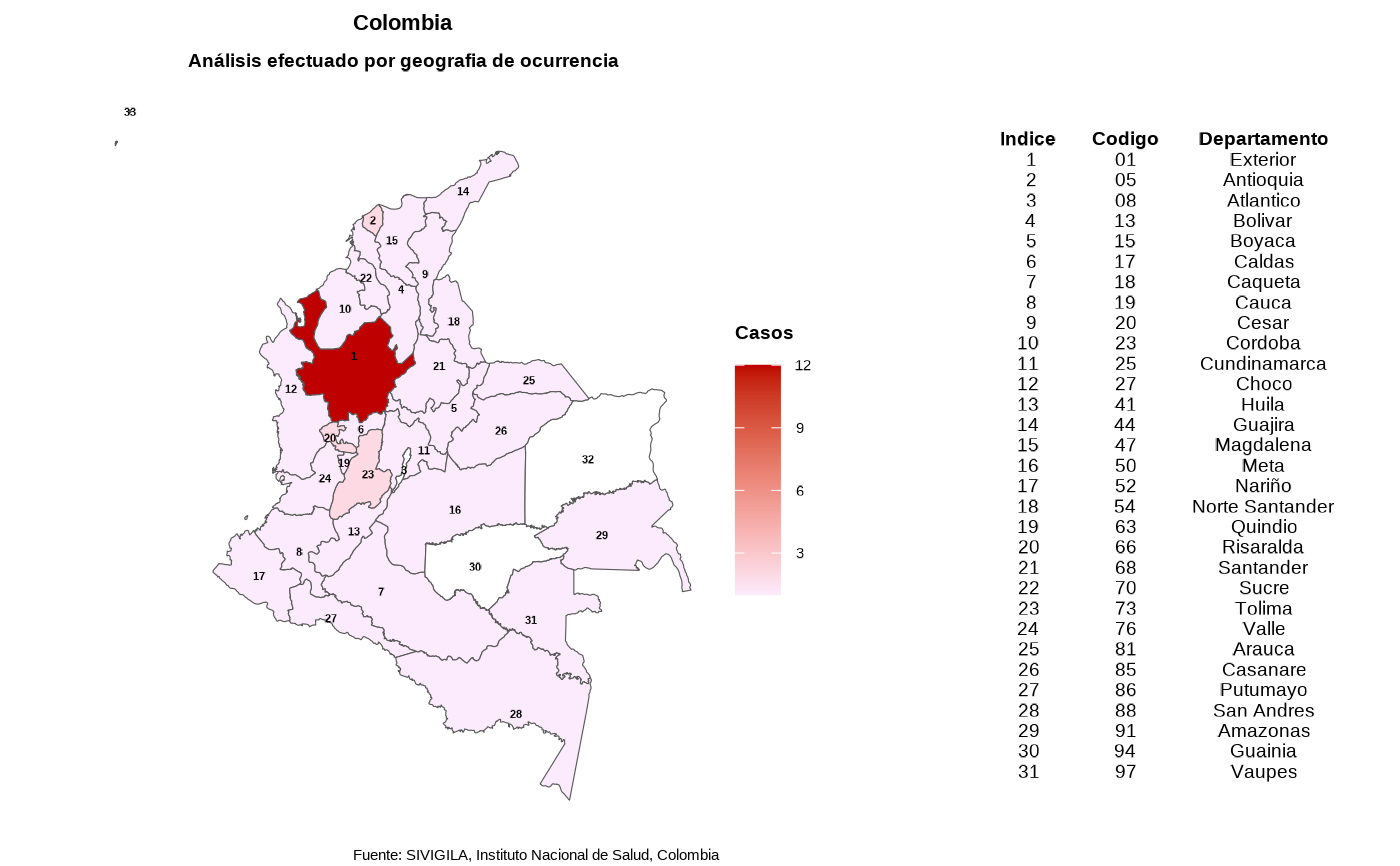 Colombia
Análisis efectuado por geografia de ocurrencia
33
14
2
15
22
9
4
10
18
1
21
25
12
5
6
20
26
11
19
3
32
23
24
16
13
29
8
30
17
7
27
31
28
Casos
12
9
6
3
Indice Codigo Departamento
1 01 Exterior
2 05 Antioquia
3 08 Atlantico
4 13 Bolivar
5 15 Boyaca
6 17 Caldas
7 18 Caqueta
8 19 Cauca
9 20 Cesar
10 23 Cordoba
11 25 Cundinamarca
12 27 Choco
13 41 Huila
14 44 Guajira
15 47 Magdalena
16 50 Meta
17 52 Nariño
18 54 Norte Santander
19 63 Quindio
20 66 Risaralda
21 68 Santander
22 70 Sucre
23 73 Tolima
24 76 Valle
25 81 Arauca
26 85 Casanare
27 86 Putumayo
28 88 San Andres
29 91 Amazonas
30 94 Guainia
31 97 Vaupes
Fuente: SIVIGILA, Instituto Nacional de Salud, Colombia